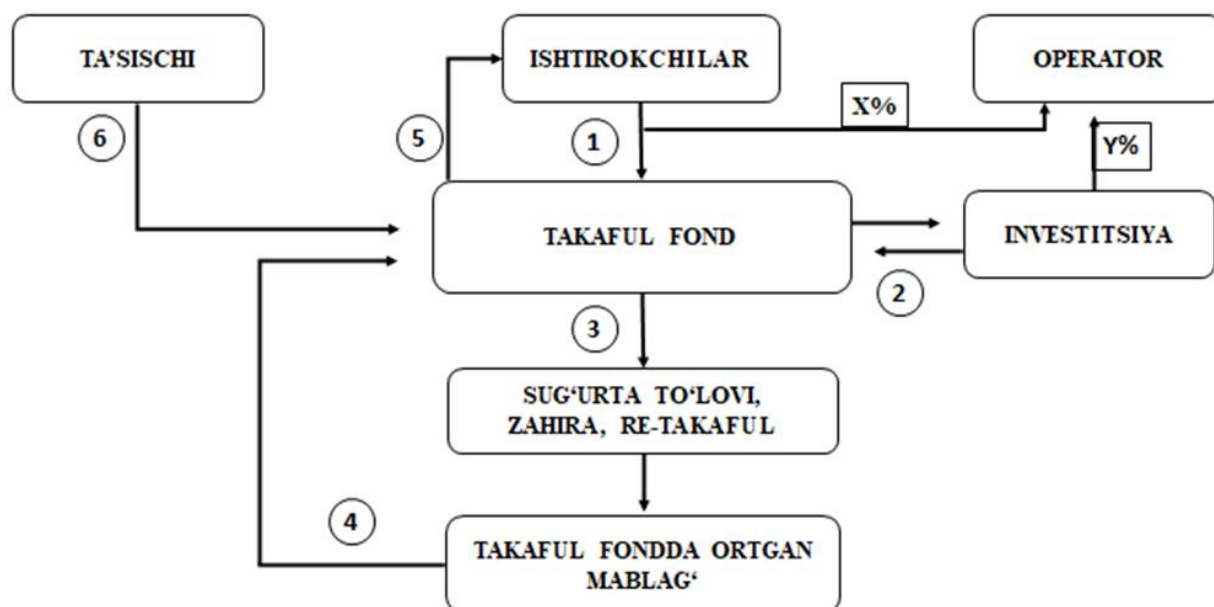 TA’SISCHI
ISHTIROKCHILAR
OPERATOR
X%
6
5
1
Y%
TAKAFUL FOND
INVESTITSIYA
2
3
SUG‘URTA TO‘LOVI,
ZAHIRA, RE-TAKAFUL
4
TAKAFUL FONDDA ORTGAN
MABLAG‘